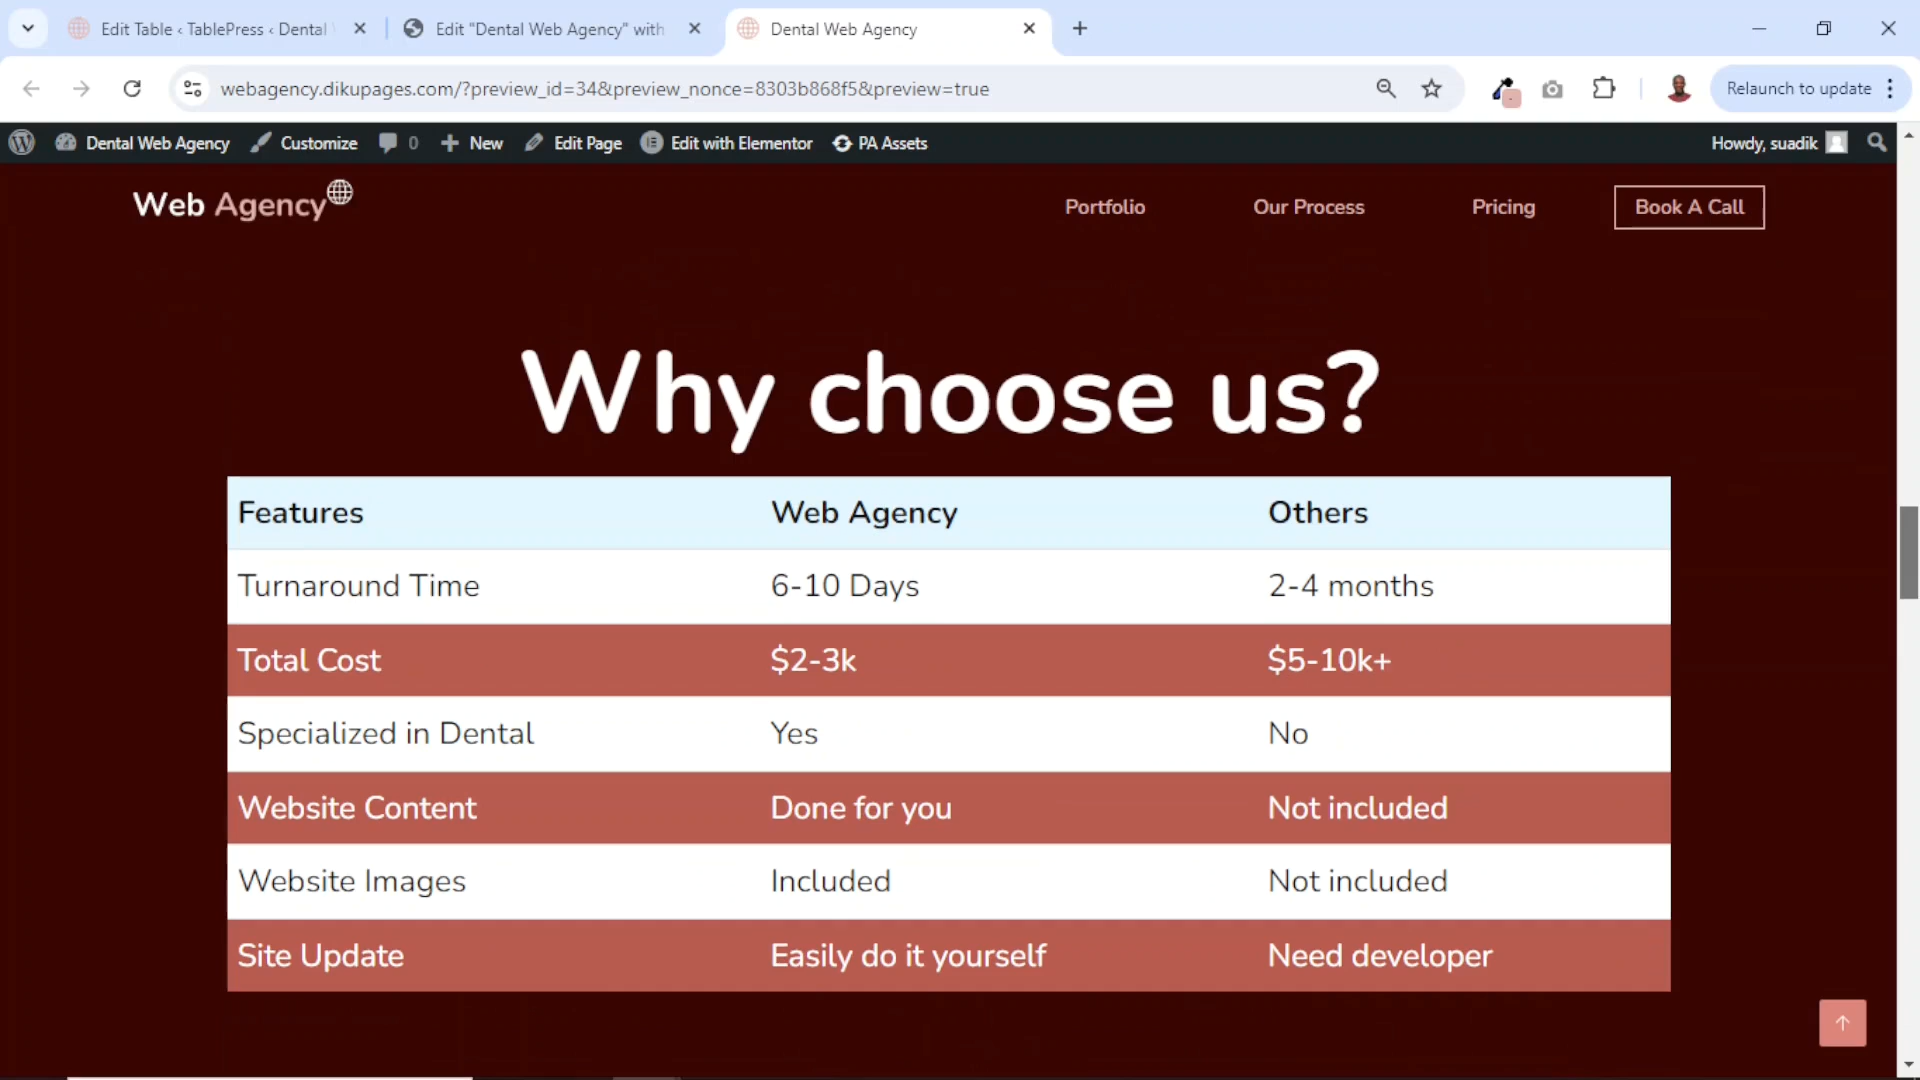 Edit Table ‹ TablePress ‹ Dental
Edit "Dental Web Agency" with
Dental Web Agency
webagency.dikupages.com/?preview_id=34&preview_nonce=8303b868f5&preview=true
Relaunch to update
Dental Web Agency
Customize
0
New
Edit Page
Edit with Elementor
PA Assets
Howdy, suadik
Web Agency
Portfolio
Our Process
Pricing
Book A Call
Why choose us?
Features Web Agency Others
Turnaround Time 6-10 Days 2-4 months
Total Cost $2-3k $5-10k+
Specialized in Dental Yes No
Website Content Done for you Not included
Website Images Included Not included
Site Update Easily do it yourself Need developer